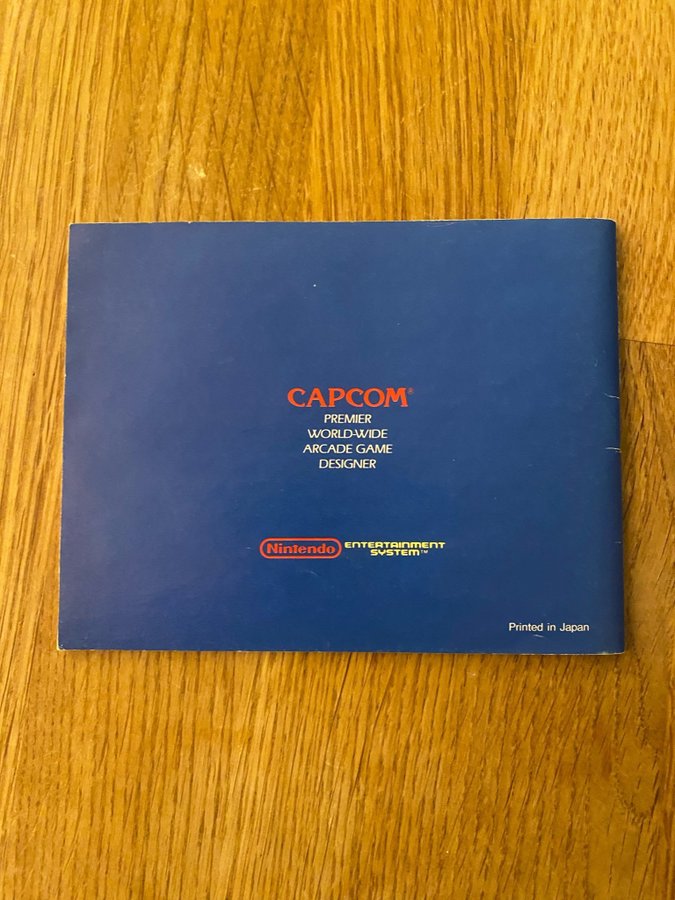 CAPCOM®
PREMIER
WORLD-WIDE
ARCADE GAME
DESIGNER
Nintendo ENTERTAINMENT
SYSTEM™
Printed in Japan